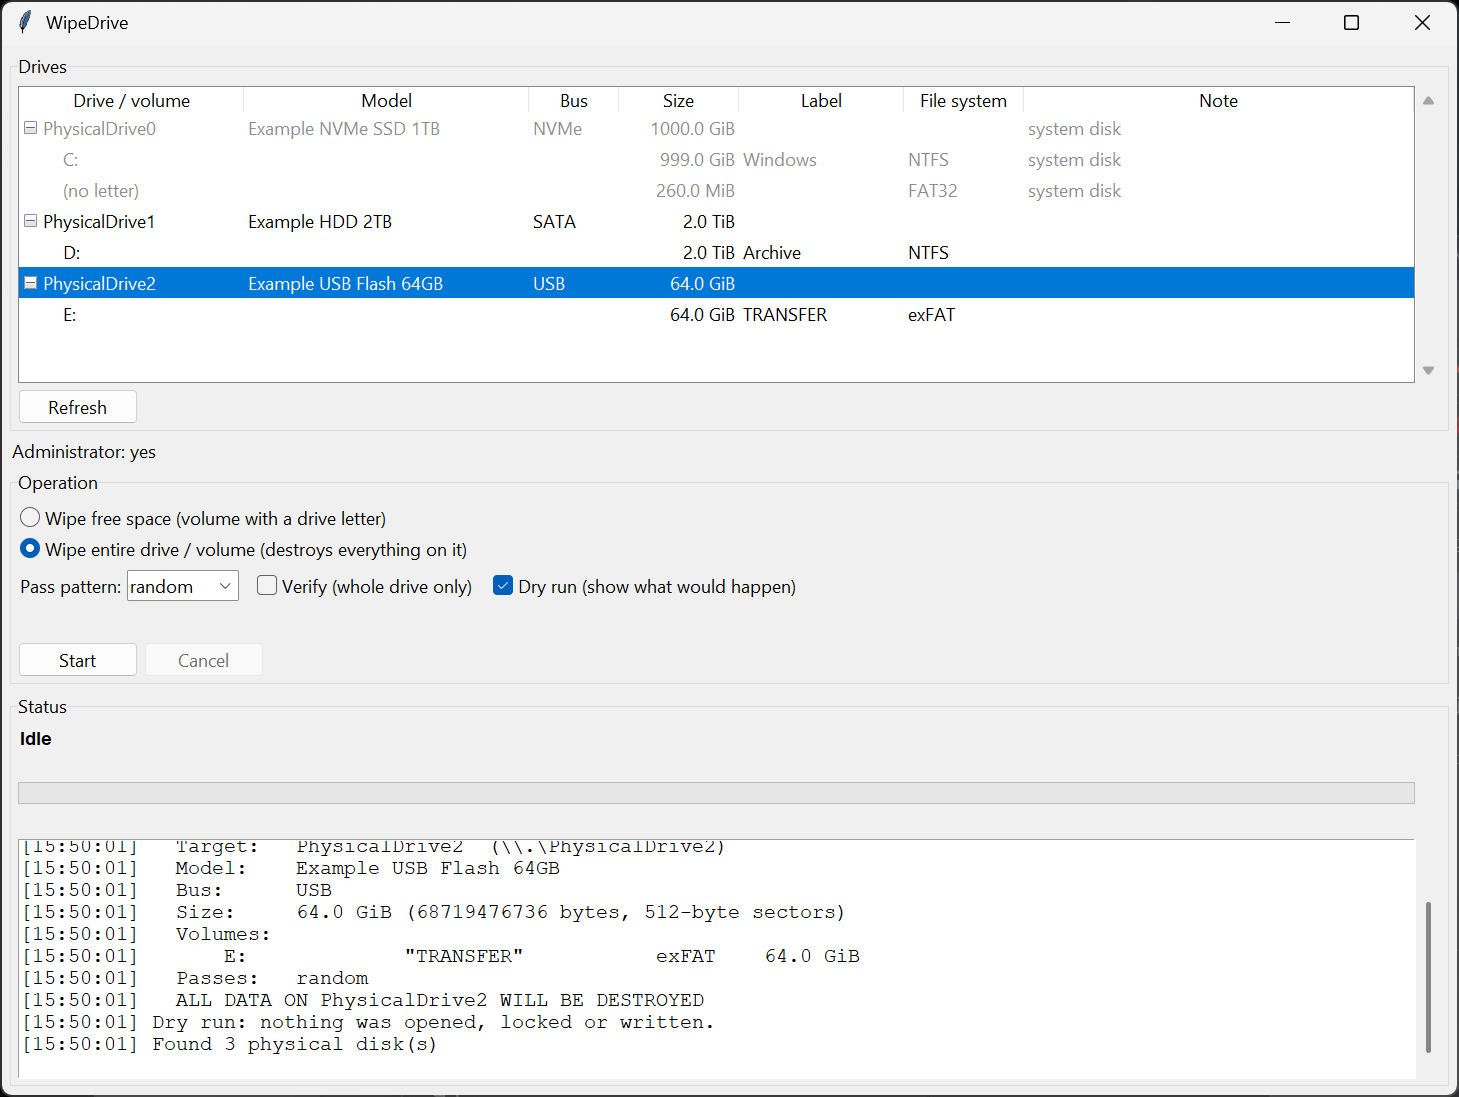 WipeDrive
Drives
Drive / volume Model Bus Size Label File system Note
PhysicalDrive0 Example NVMe SSD 1TB NVMe 1000.0 GiB system disk
C: 999.0 GiB Windows NTFS system disk
(no letter) 260.0 MiB FAT32 system disk
PhysicalDrive1 Example HDD 2TB SATA 2.0 TiB
D: 2.0 TiB Archive NTFS
PhysicalDrive2 Example USB Flash 64GB USB 64.0 GiB
E: 64.0 GiB TRANSFER exFAT
Refresh
Administrator: yes
Operation
Wipe free space (volume with a drive letter)
Wipe entire drive / volume (destroys everything on it)
Pass pattern: random Verify (whole drive only) Dry run (show what would happen)
Start Cancel
Status
Idle
[15:50:01] Target: PhysicalDrive2 (\\.\PhysicalDrive2)
[15:50:01] Model: Example USB Flash 64GB
[15:50:01] Bus: USB
[15:50:01] Size: 64.0 GiB (68719476736 bytes, 512-byte sectors)
[15:50:01] Volumes:
[15:50:01] E: "TRANSFER" exFAT 64.0 GiB
[15:50:01] Passes: random
[15:50:01] ALL DATA ON PhysicalDrive2 WILL BE DESTROYED
[15:50:01] Dry run: nothing was opened, locked or written.
[15:50:01] Found 3 physical disk(s)